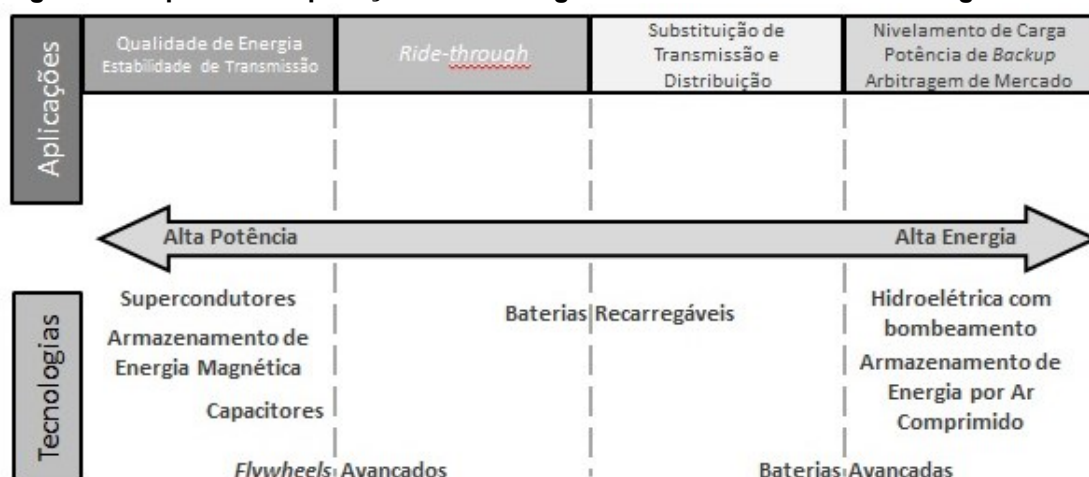 Aplicações
Qualidade de Energia
Estabilidade de Transmissão
Ride-through
Substituição de
Transmissão e
Distribuição
Nivelamento de Carga
Potência de Backup
Arbitragem de Mercado
Alta Potência
Alta Energia
Tecnologias
Supercondutores
Armazenamento de
Energia Magnética
Capacitores
Flywheels Avançados
Baterias Recarregáveis
Hidroelétrica com
bombeamento
Armazenamento de
Energia por Ar
Comprimido
Baterias Avançadas